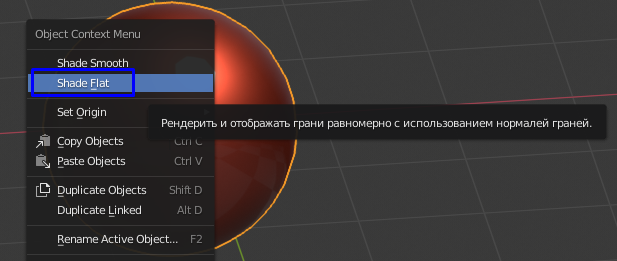 Object Context Menu
Shade Smooth
Shade Flat
Set Origin
Рендерить и отображать грани равномерно с использованием нормалей граней.
Copy Objects Ctrl C
Paste Objects Ctrl V
Duplicate Objects Shift D
Duplicate Linked Alt D
Rename Active Object... F2